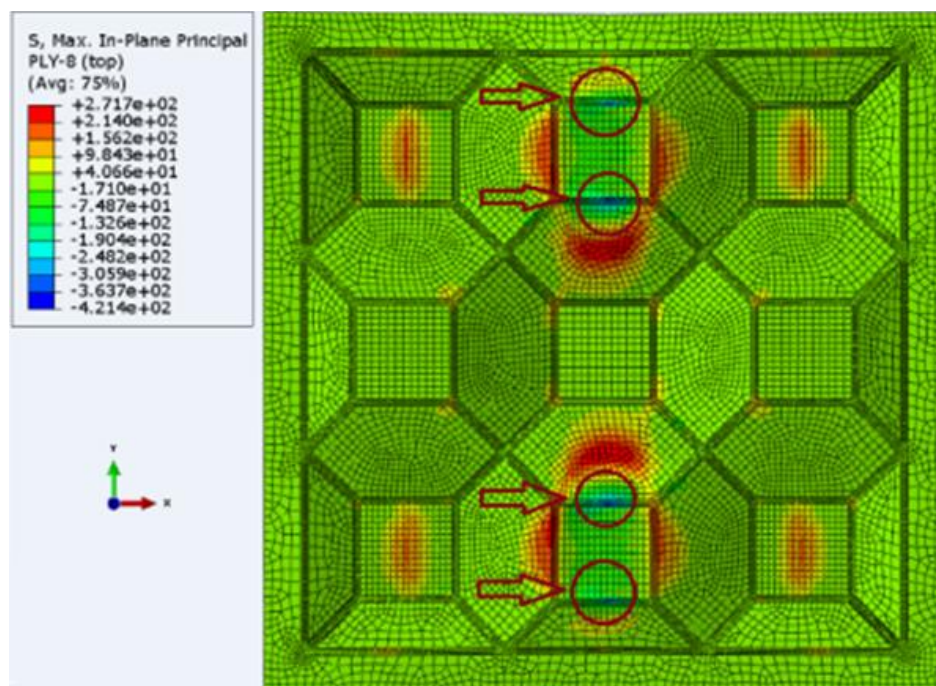 S, Max. In-Plane Principal
PLY-8 (top)
(Avg: 75%)
+2.717e+02
+2.140e+02
+1.562e+02
+9.843e+01
+4.066e+01
-1.710e+01
-7.487e+01
-1.326e+02
-1.904e+02
-2.482e+02
-3.059e+02
-3.637e+02
-4.214e+02
Y
X